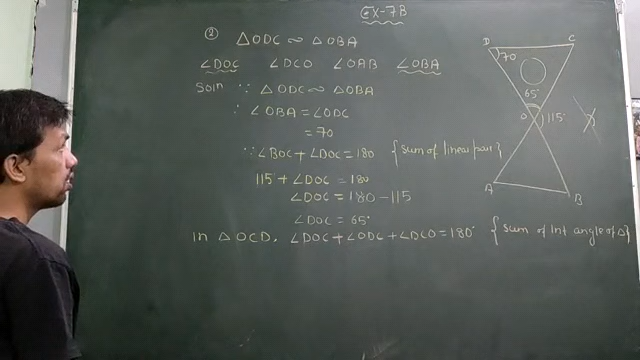 EX-7B
② △ODC ∽ △OBA
∠DOC ∠DCO ∠OAB ∠OBA
Soln ∵ △ODC ∽ △OBA
∴ ∠OBA = ∠ODC
= 70
∵ ∠BOC + ∠DOC = 180 {sum of linear pair}
115 + ∠DOC = 180
∠DOC = 180 - 115
∠DOC = 65°
In △OCD, ∠DOC + ∠ODC + ∠DCO = 180° {Sum of Int angle of △}
D C
70
65°
O 115°
A B